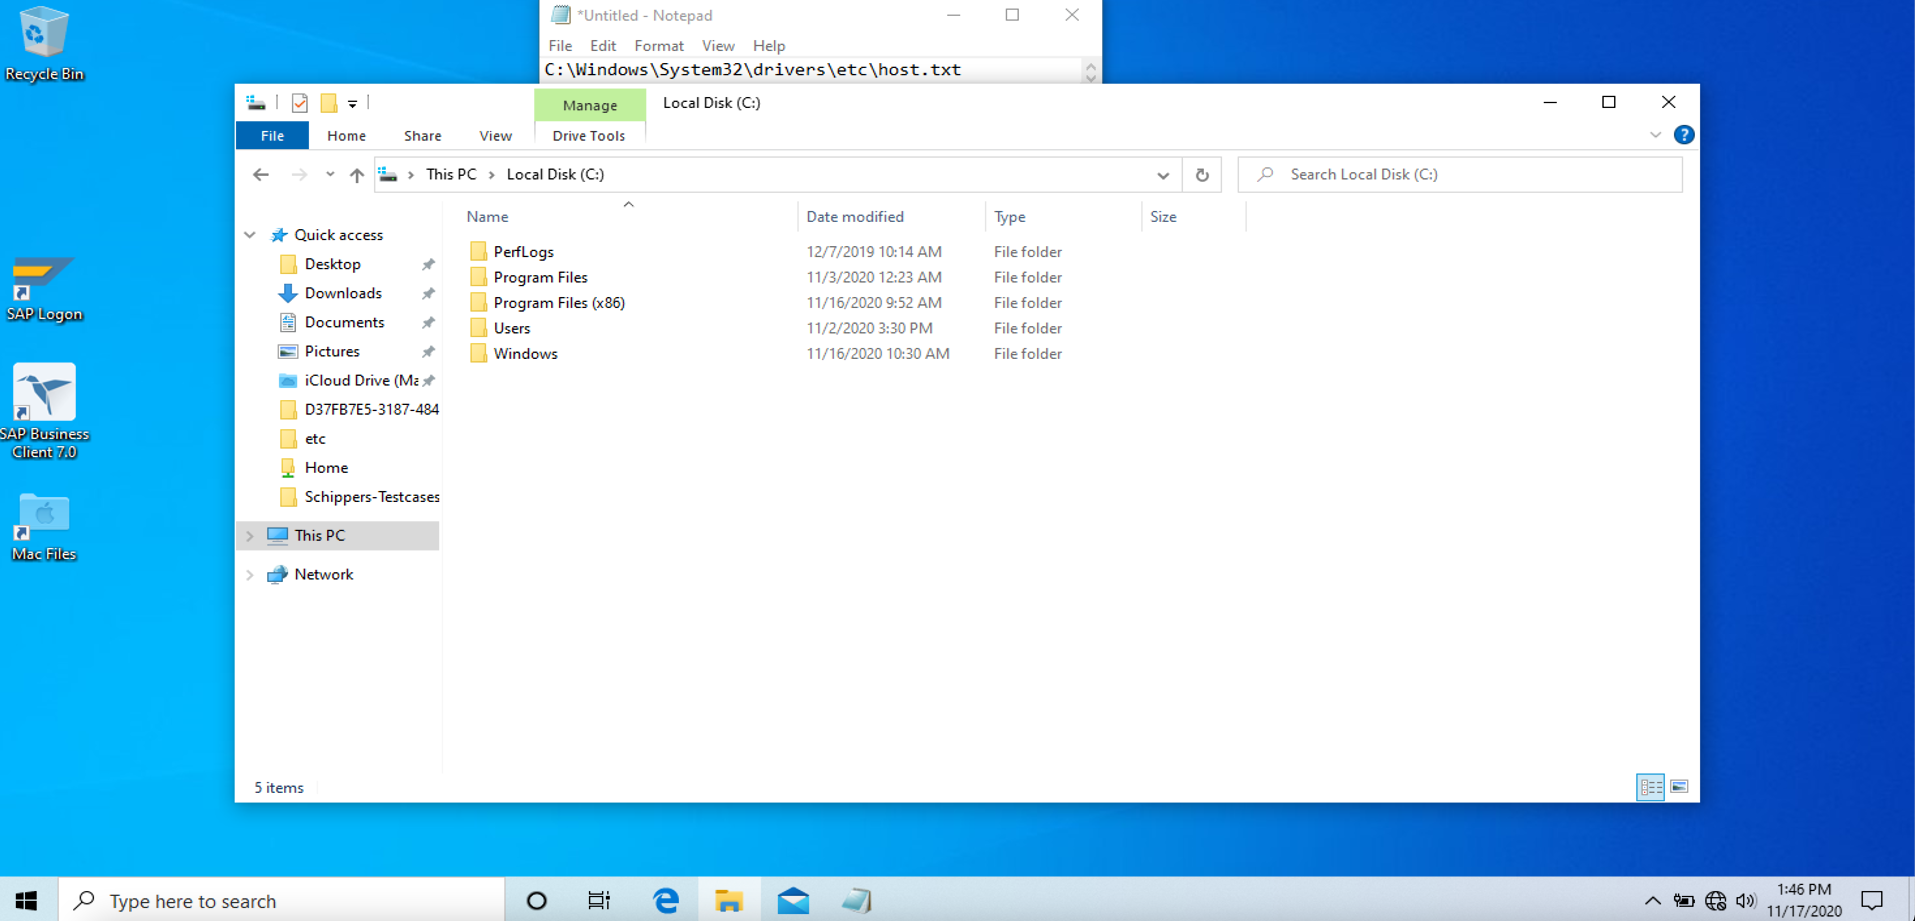 Recycle Bin
*Untitled - Notepad
File Edit Format View Help
C:\Windows\System32\drivers\etc\host.txt
Manage Local Disk (C:)
File Home Share View Drive Tools
This PC Local Disk (C:) Search Local Disk (C:)
Name Date modified Type Size
Quick access
Desktop
Downloads
Documents
Pictures
iCloud Drive (Ma
D37FB7E5-3187-484
etc
Home
Schippers-Testcases
This PC
Network
PerfLogs 12/7/2019 10:14 AM File folder
Program Files 11/3/2020 12:23 AM File folder
Program Files (x86) 11/16/2020 9:52 AM File folder
Users 11/2/2020 3:30 PM File folder
Windows 11/16/2020 10:30 AM File folder
5 items
SAP Logon
SAP Business
Client 7.0
Mac Files
Type here to search
1:46 PM
11/17/2020